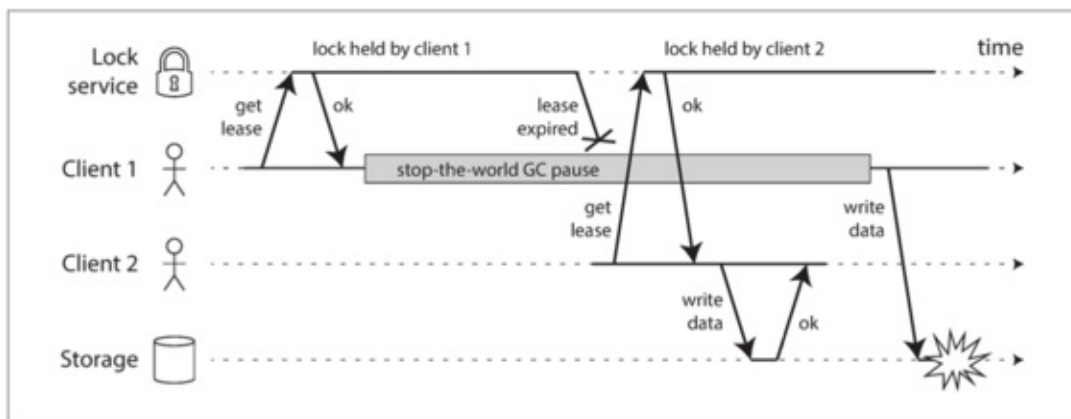 lock held by client 1
lock held by client 2
time
Lock
service
get
lease
ok
lease
expired
ok
Client 1
stop-the-world GC pause
get
lease
write
data
Client 2
write
data
ok
Storage